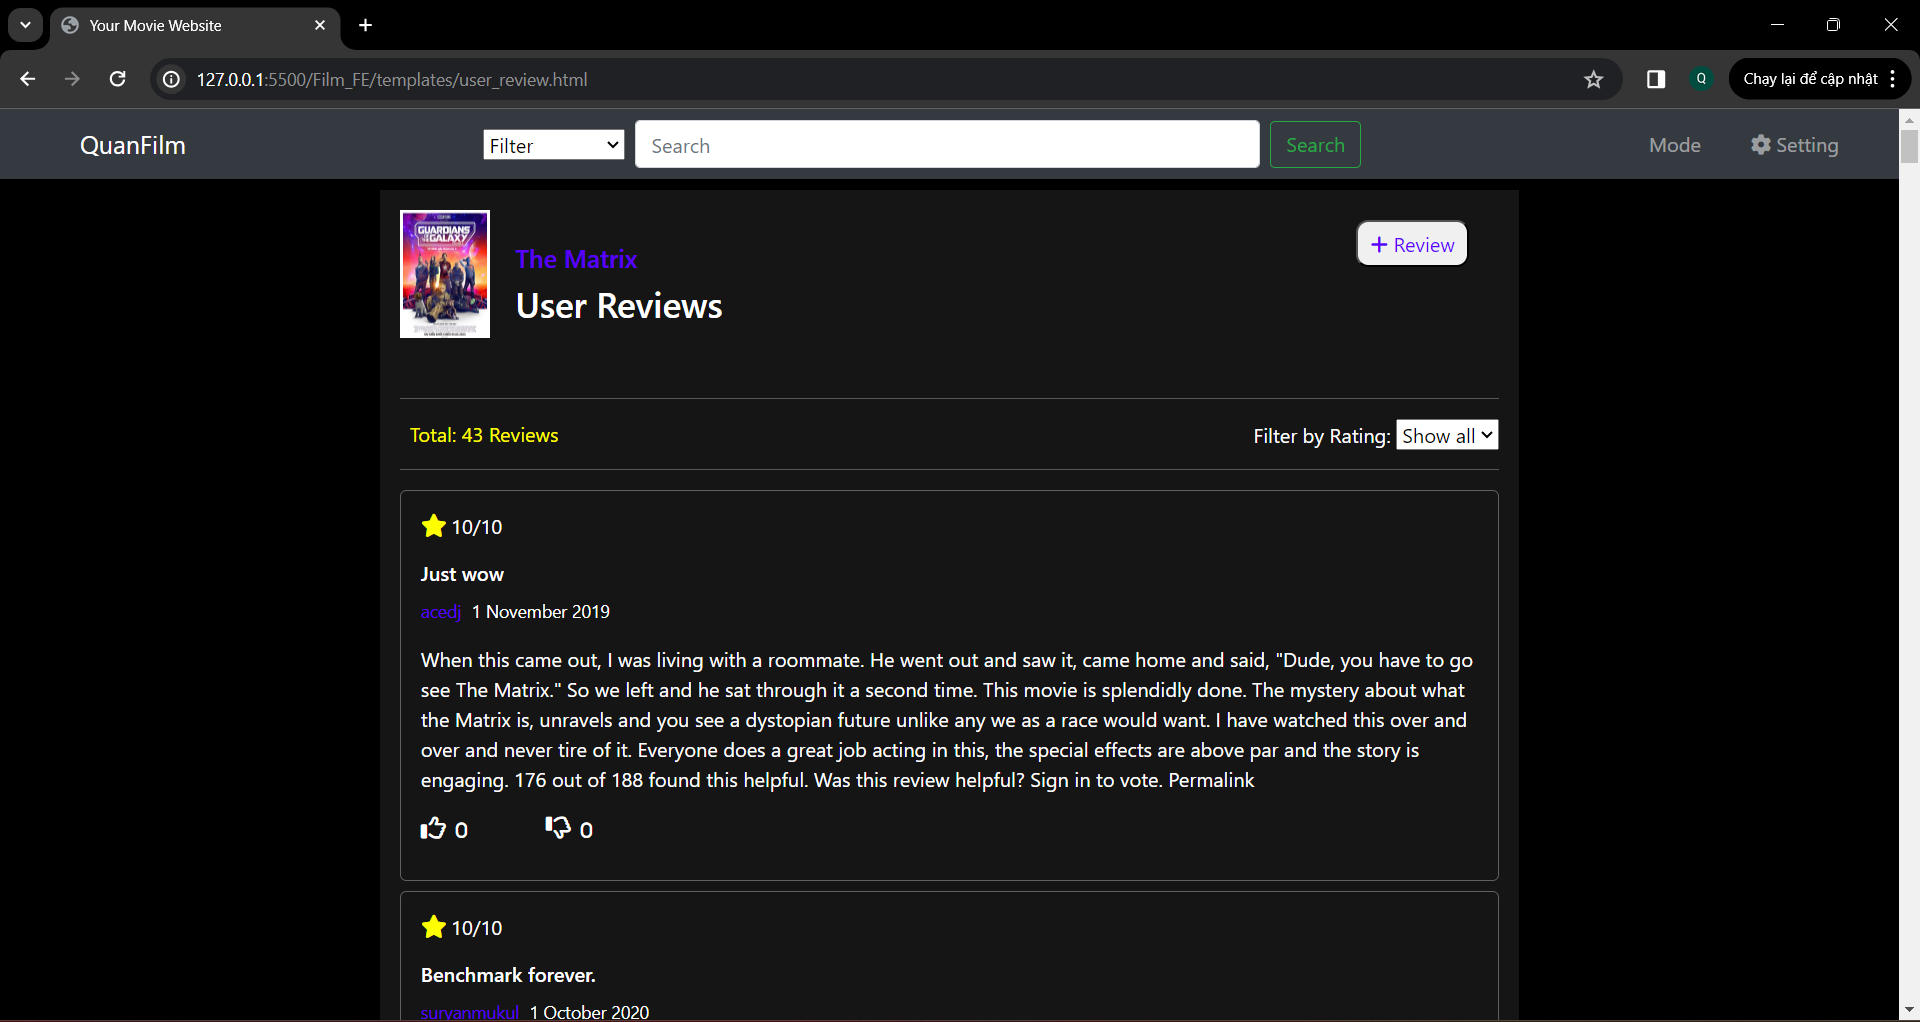 Your Movie Website
127.0.0.1:5500/Film_FE/templates/user_review.html
Q
Chạy lại để cập nhật
QuanFilm
Filter
Search
Search
Mode
Setting
GUARDIANS
GALAXY
The Matrix
User Reviews
+ Review
Total: 43 Reviews
Filter by Rating: Show all
10/10
Just wow
acedj 1 November 2019
When this came out, I was living with a roommate. He went out and saw it, came home and said, "Dude, you have to go
see The Matrix." So we left and he sat through it a second time. This movie is splendidly done. The mystery about what
the Matrix is, unravels and you see a dystopian future unlike any we as a race would want. I have watched this over and
over and never tire of it. Everyone does a great job acting in this, the special effects are above par and the story is
engaging. 176 out of 188 found this helpful. Was this review helpful? Sign in to vote. Permalink
0
0
10/10
Benchmark forever.
suryanmukul 1 October 2020